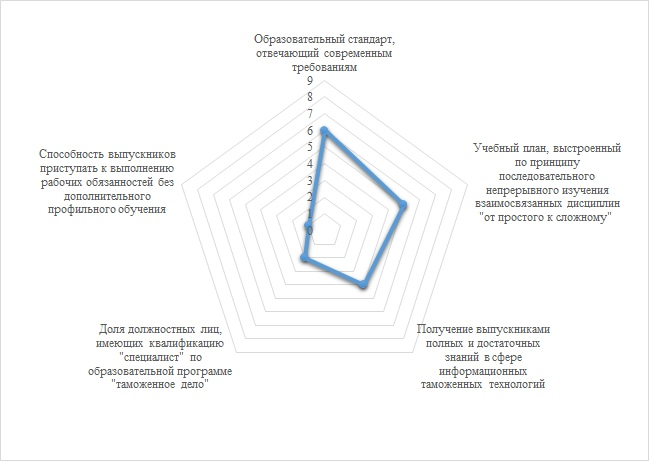 Образовательный стандарт,
отвечающий современным
требованиям
9
8
7
6
5
4
3
2
1
0
Учебный план, выстроенный
по принципу
последовательного
непрерывного изучения
взаимосвязанных дисциплин
"от простого к сложному"
Получение выпускниками
полных и достаточных
знаний в сфере
информационных
таможенных технологий
Доля должностных лиц,
имеющих квалификацию
"специалист" по
образовательной программе
"таможенное дело"
Способность выпускников
приступать к выполнению
рабочих обязанностей без
дополнительного
профильного обучения